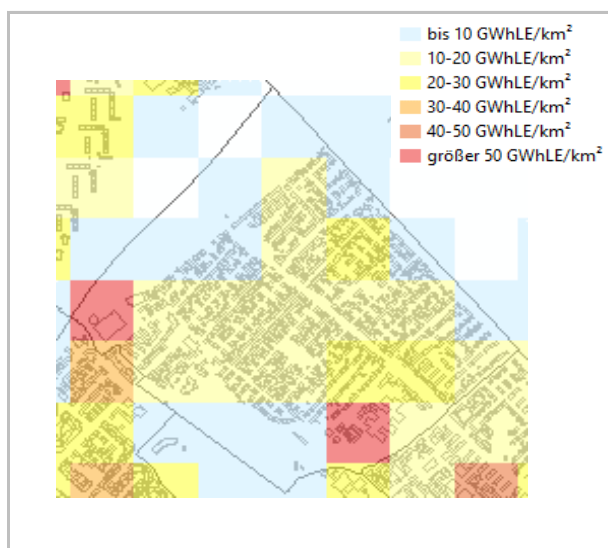 bis 10 GWhLE/km²
10-20 GWhLE/km²
20-30 GWhLE/km²
30-40 GWhLE/km²
40-50 GWhLE/km²
größer 50 GWhLE/km²